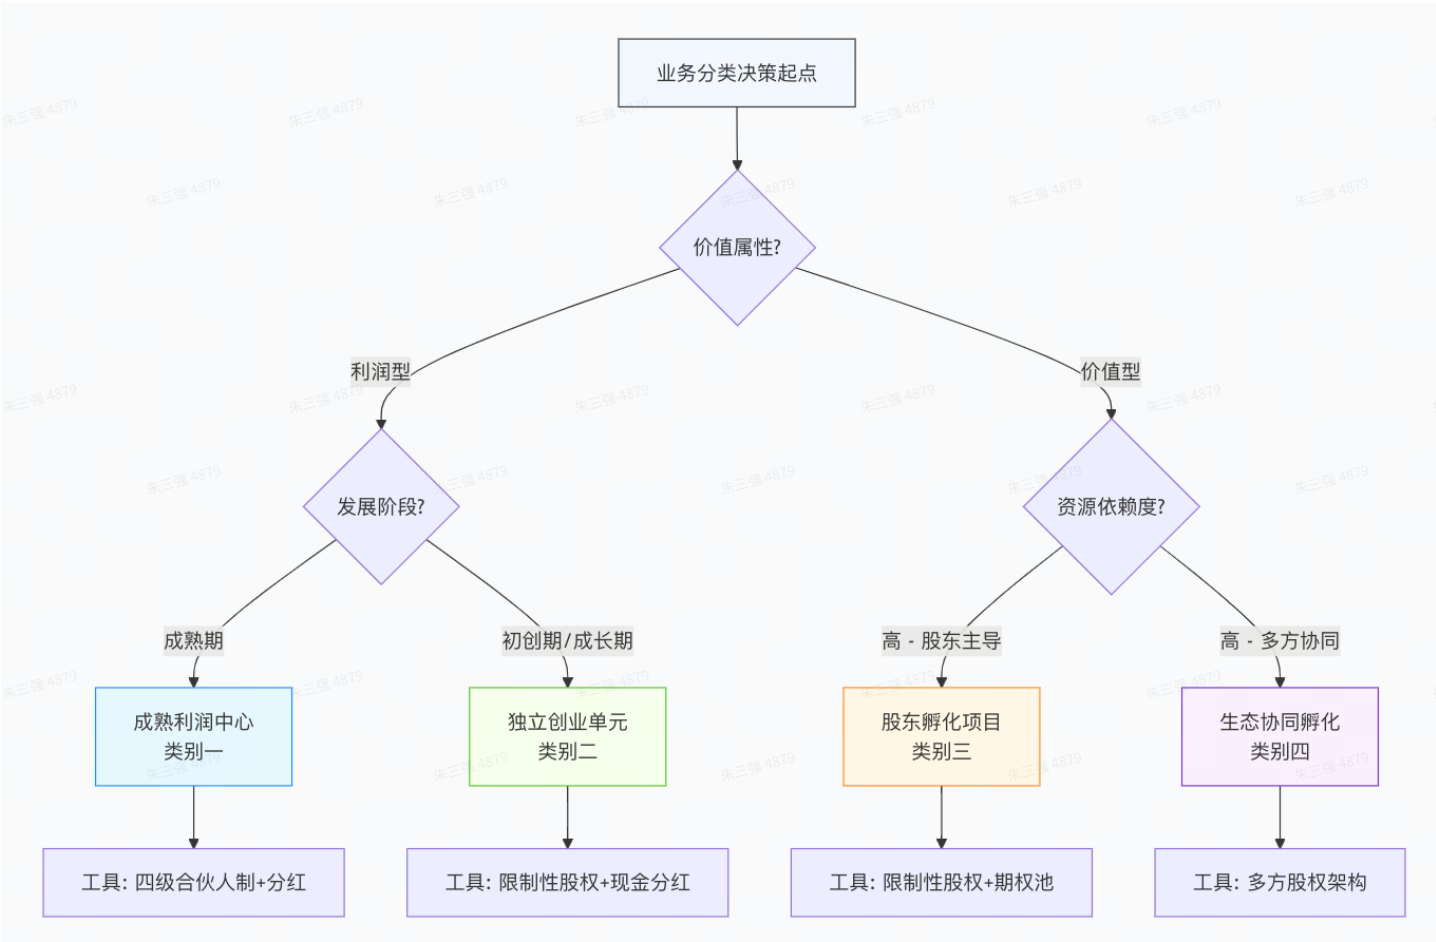 业务分类决策起点
价值属性?
利润型
价值型
发展阶段?
资源依赖度?
成熟期
初创期/成长期
高 - 股东主导
高 - 多方协同
成熟利润中心
类别一
独立创业单元
类别二
股东孵化项目
类别三
生态协同孵化
类别四
工具: 四级合伙人制+分红
工具: 限制性股权+现金分红
工具: 限制性股权+期权池
工具: 多方股权架构
朱三强 4879